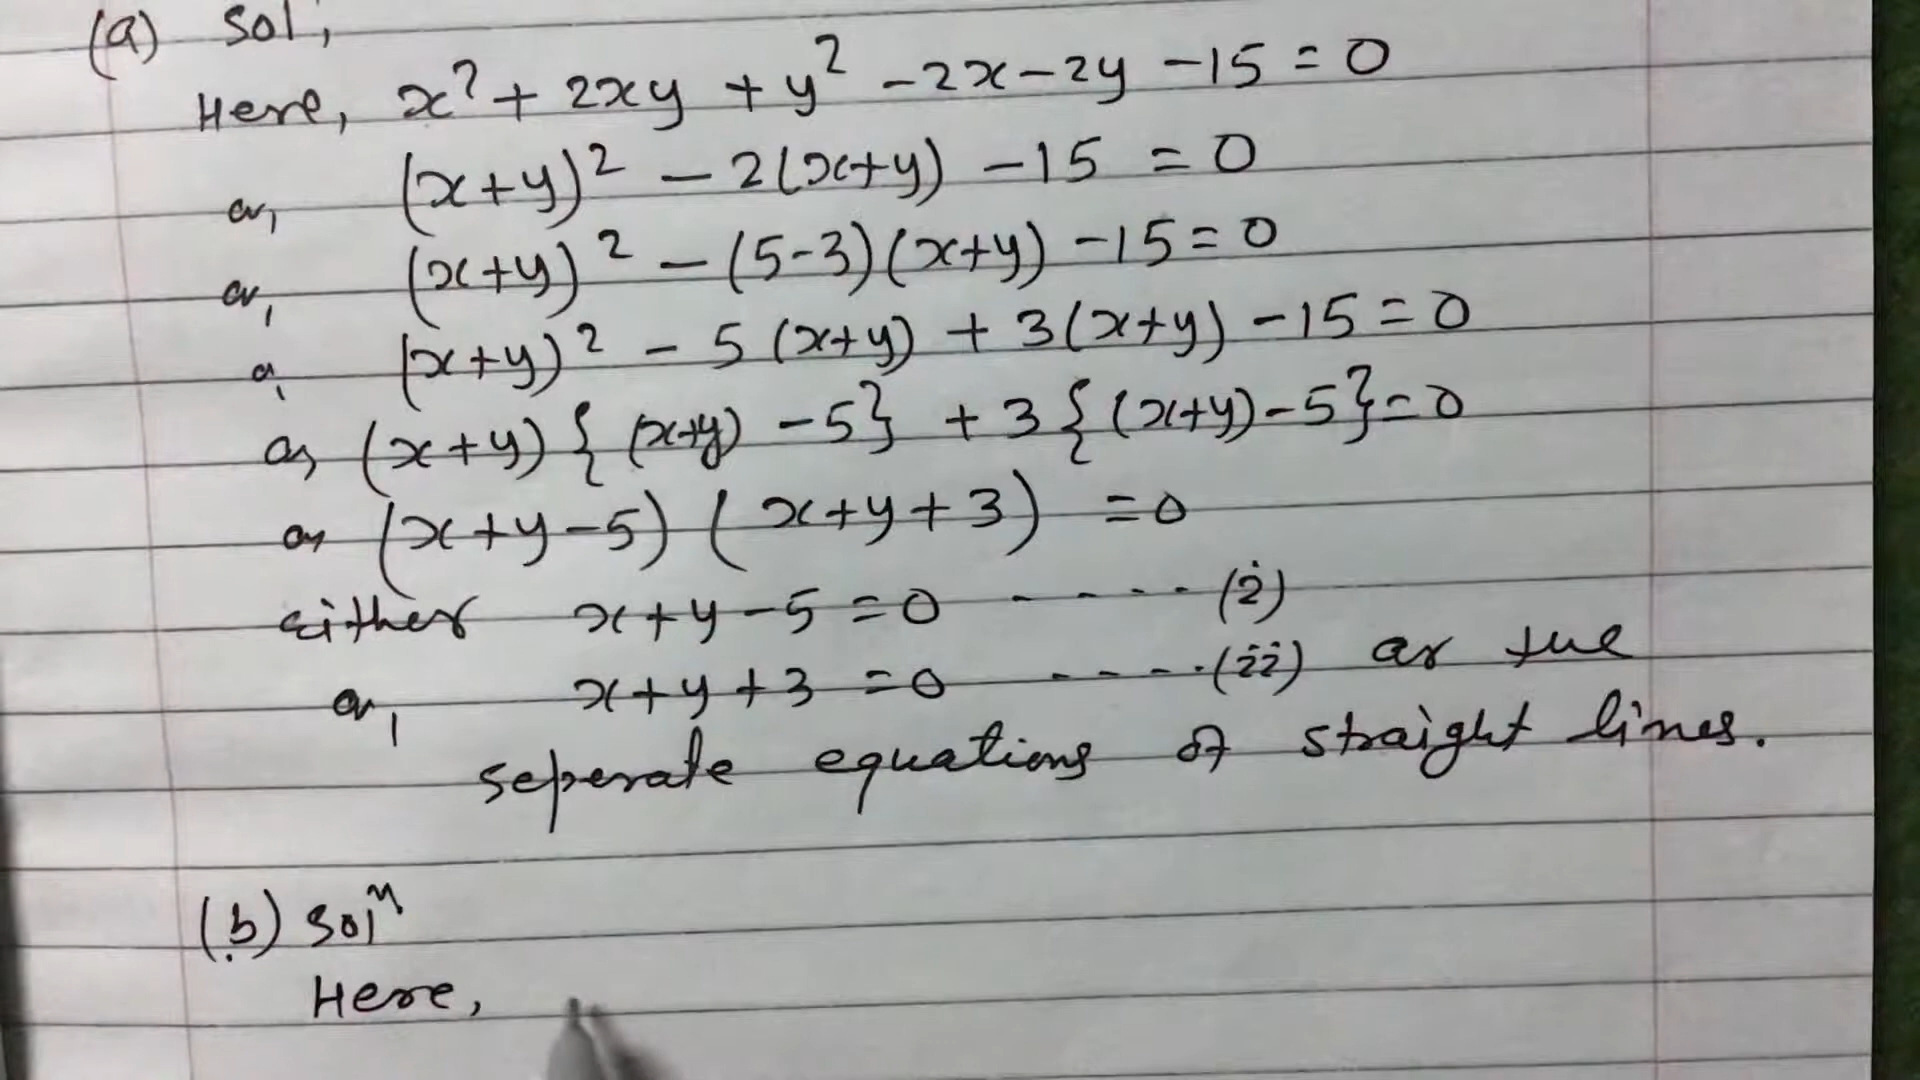 (a) Sol,
Here, x² + 2xy + y² - 2x - 2y - 15 = 0
or, (x+y)² - 2(x+y) - 15 = 0
or, (x+y)² - (5-3)(x+y) - 15 = 0
or, (x+y)² - 5(x+y) + 3(x+y) - 15 = 0
or, (x+y){(x+y) - 5} + 3{(x+y) - 5} = 0
or (x+y-5)(x+y+3) = 0
either x+y-5 = 0 ----- (i)
or, x+y+3 = 0 ----- (ii) ar the
seperate equations of straight lines.
(b) Solⁿ
Here,